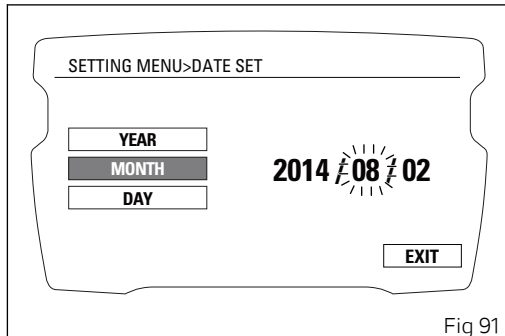 SETTING MENU>DATE SET
YEAR
MONTH
DAY
2014 / 08 / 02
EXIT
Fig 91